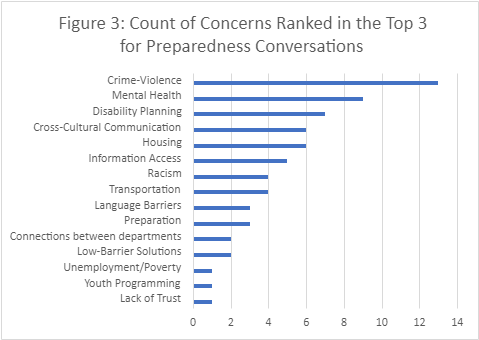 Figure 3: Count of Concerns Ranked in the Top 3
for Preparedness Conversations
Crime-Violence
Mental Health
Disability Planning
Cross-Cultural Communication
Housing
Information Access
Racism
Transportation
Language Barriers
Preparation
Connections between departments
Low-Barrier Solutions
Unemployment/Poverty
Youth Programming
Lack of Trust
0 2 4 6 8 10 12 14